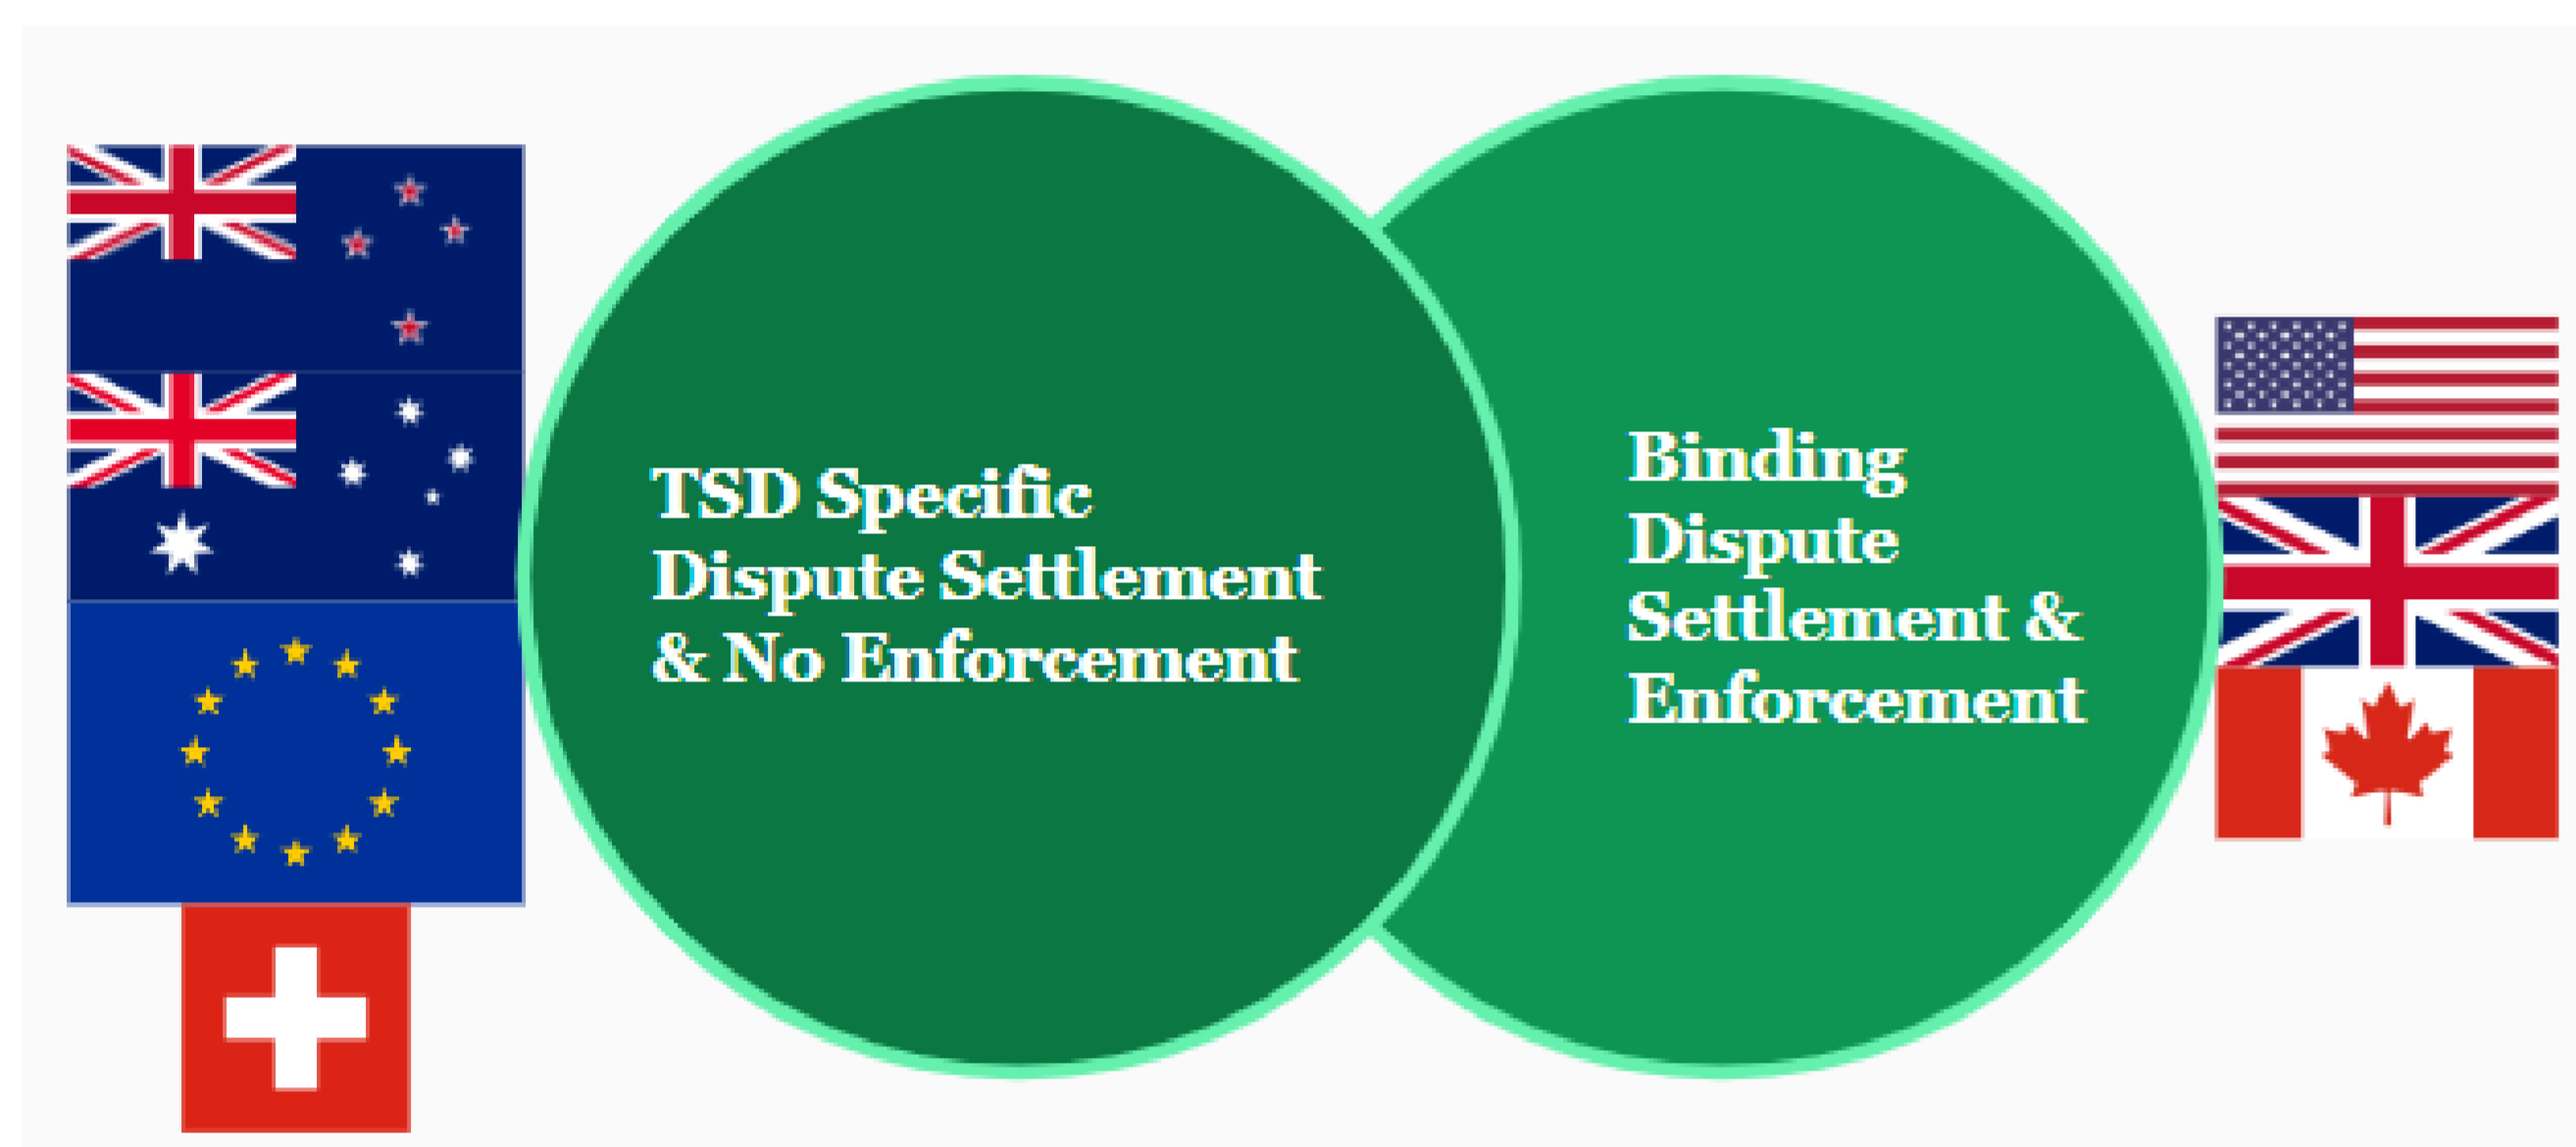 TSD Specific
Dispute Settlement
& No Enforcement
Binding
Dispute
Settlement &
Enforcement